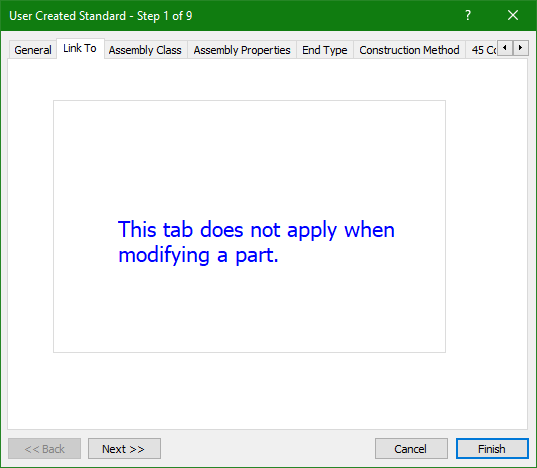 User Created Standard - Step 1 of 9 ?
General Link To Assembly Class Assembly Properties End Type Construction Method 45
This tab does not apply when
modifying a part.
<< Back Next >> Cancel Finish